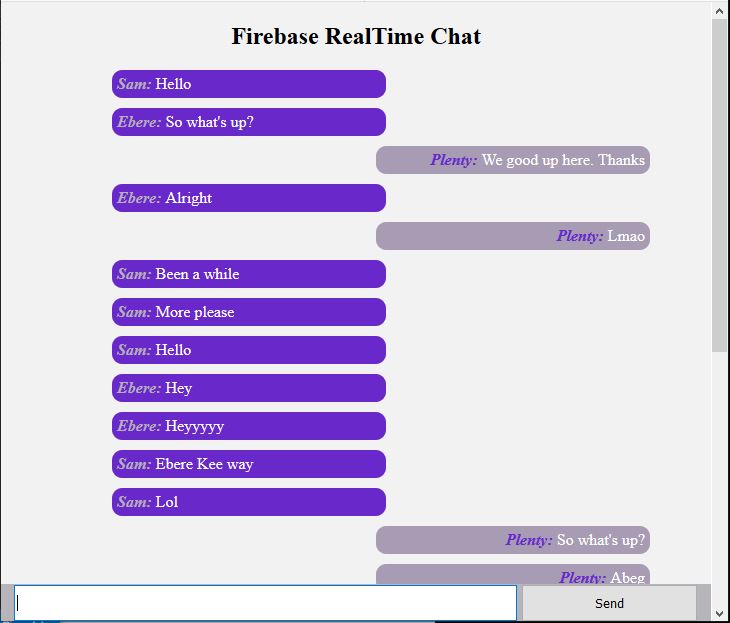 Firebase RealTime Chat
Sam: Hello
Ebere: So what's up?
Plenty: We good up here. Thanks
Ebere: Alright
Plenty: Lmao
Sam: Been a while
Sam: More please
Sam: Hello
Ebere: Hey
Ebere: Heyyyyy
Sam: Ebere Kee way
Sam: Lol
Plenty: So what's up?
Plenty: Abeg
Send